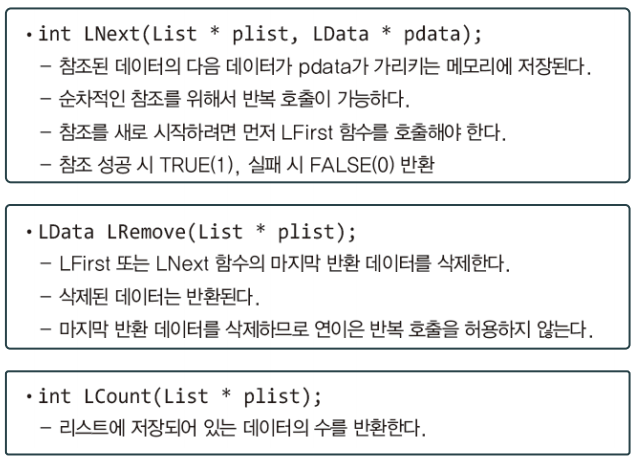 • int LNext(List * plist, LData * pdata);
– 참조된 데이터의 다음 데이터가 pdata가 가리키는 메모리에 저장된다.
– 순차적인 참조를 위해서 반복 호출이 가능하다.
– 참조를 새로 시작하려면 먼저 LFirst 함수를 호출해야 한다.
– 참조 성공 시 TRUE(1), 실패 시 FALSE(0) 반환
• LData LRemove(List * plist);
– LFirst 또는 LNext 함수의 마지막 반환 데이터를 삭제한다.
– 삭제된 데이터는 반환된다.
– 마지막 반환 데이터를 삭제하므로 연이은 반복 호출을 허용하지 않는다.
• int LCount(List * plist);
– 리스트에 저장되어 있는 데이터의 수를 반환한다.